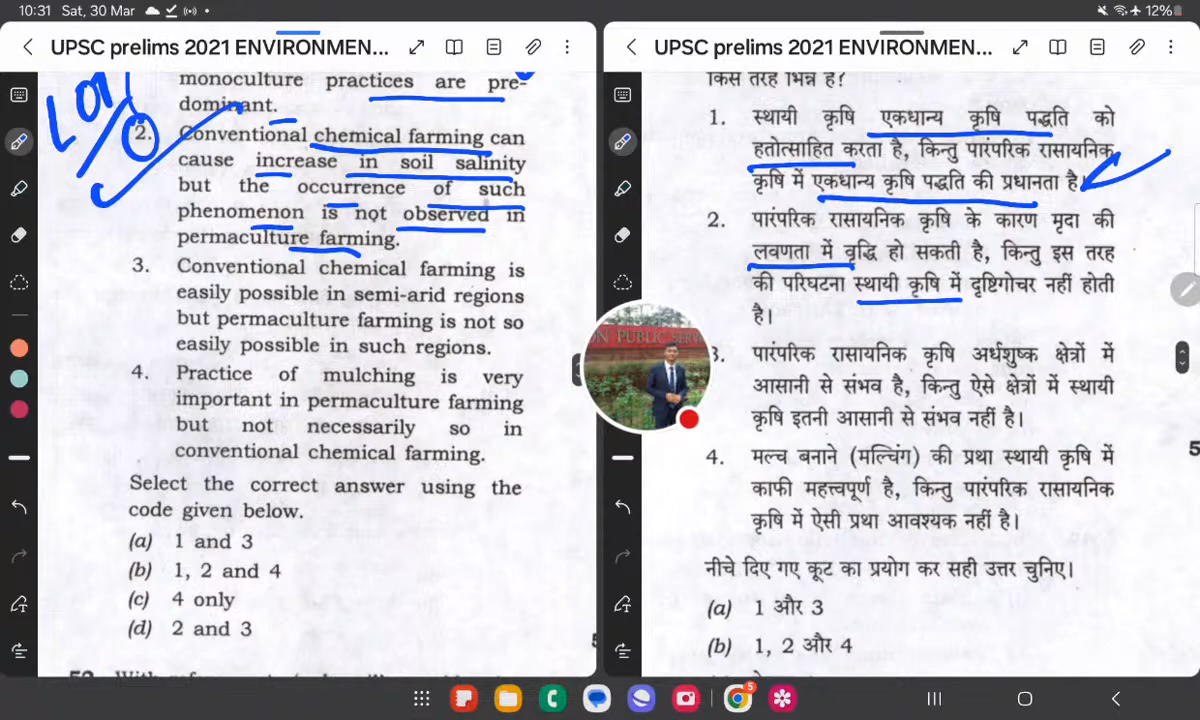 10:31 Sat, 30 Mar
12%
UPSC prelims 2021 ENVIRONMEN...
monoculture practices are pre-
dominant.
2. Conventional chemical farming can
cause increase in soil salinity
but the occurrence of such
phenomenon is not observed in
permaculture farming.
3. Conventional chemical farming is
easily possible in semi-arid regions
but permaculture farming is not so
easily possible in such regions.
4. Practice of mulching is very
important in permaculture farming
but not necessarily so in
conventional chemical farming.
Select the correct answer using the
code given below.
(a) 1 and 3
(b) 1, 2 and 4
(c) 4 only
(d) 2 and 3
UPSC prelims 2021 ENVIRONMEN...
किस तरह भिन्न है?
1. स्थायी कृषि एकधान्य कृषि पद्धति को
हतोत्साहित करता है, किन्तु पारंपरिक रासायनिक
कृषि में एकधान्य कृषि पद्धति की प्रधानता है।
2. पारंपरिक रासायनिक कृषि के कारण मृदा की
लवणता में वृद्धि हो सकती है, किन्तु इस तरह
की परिघटना स्थायी कृषि में दृष्टिगोचर नहीं होती
है।
3. पारंपरिक रासायनिक कृषि अर्धशुष्क क्षेत्रों में
आसानी से संभव है, किन्तु ऐसे क्षेत्रों में स्थायी
कृषि इतनी आसानी से संभव नहीं है।
4. मल्च बनाने (मल्चिंग) की प्रथा स्थायी कृषि में
काफी महत्त्वपूर्ण है, किन्तु पारंपरिक रासायनिक
कृषि में ऐसी प्रथा आवश्यक नहीं है।
नीचे दिए गए कूट का प्रयोग कर सही उत्तर चुनिए।
(a) 1 और 3
(b) 1, 2 और 4
5